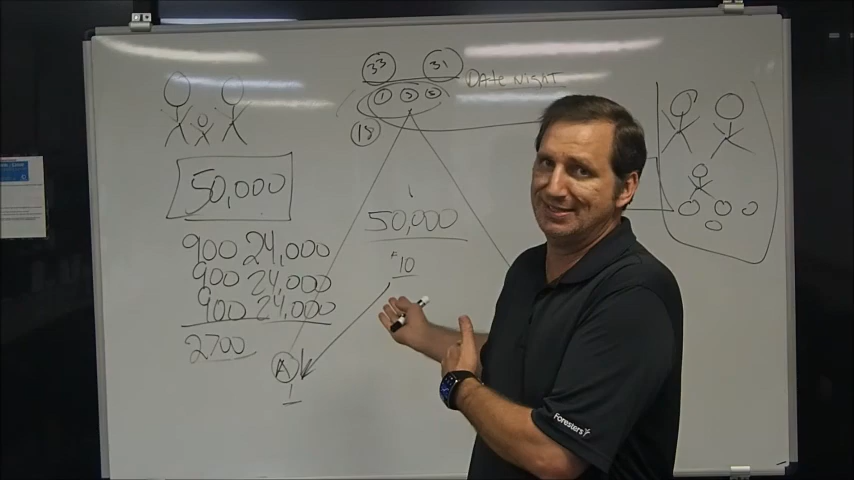 33 31
Date Night
1 3 5
18
50,000
900 24,000
900 24,000
900 24,000
2700
50,000
10
A
1
Foresters